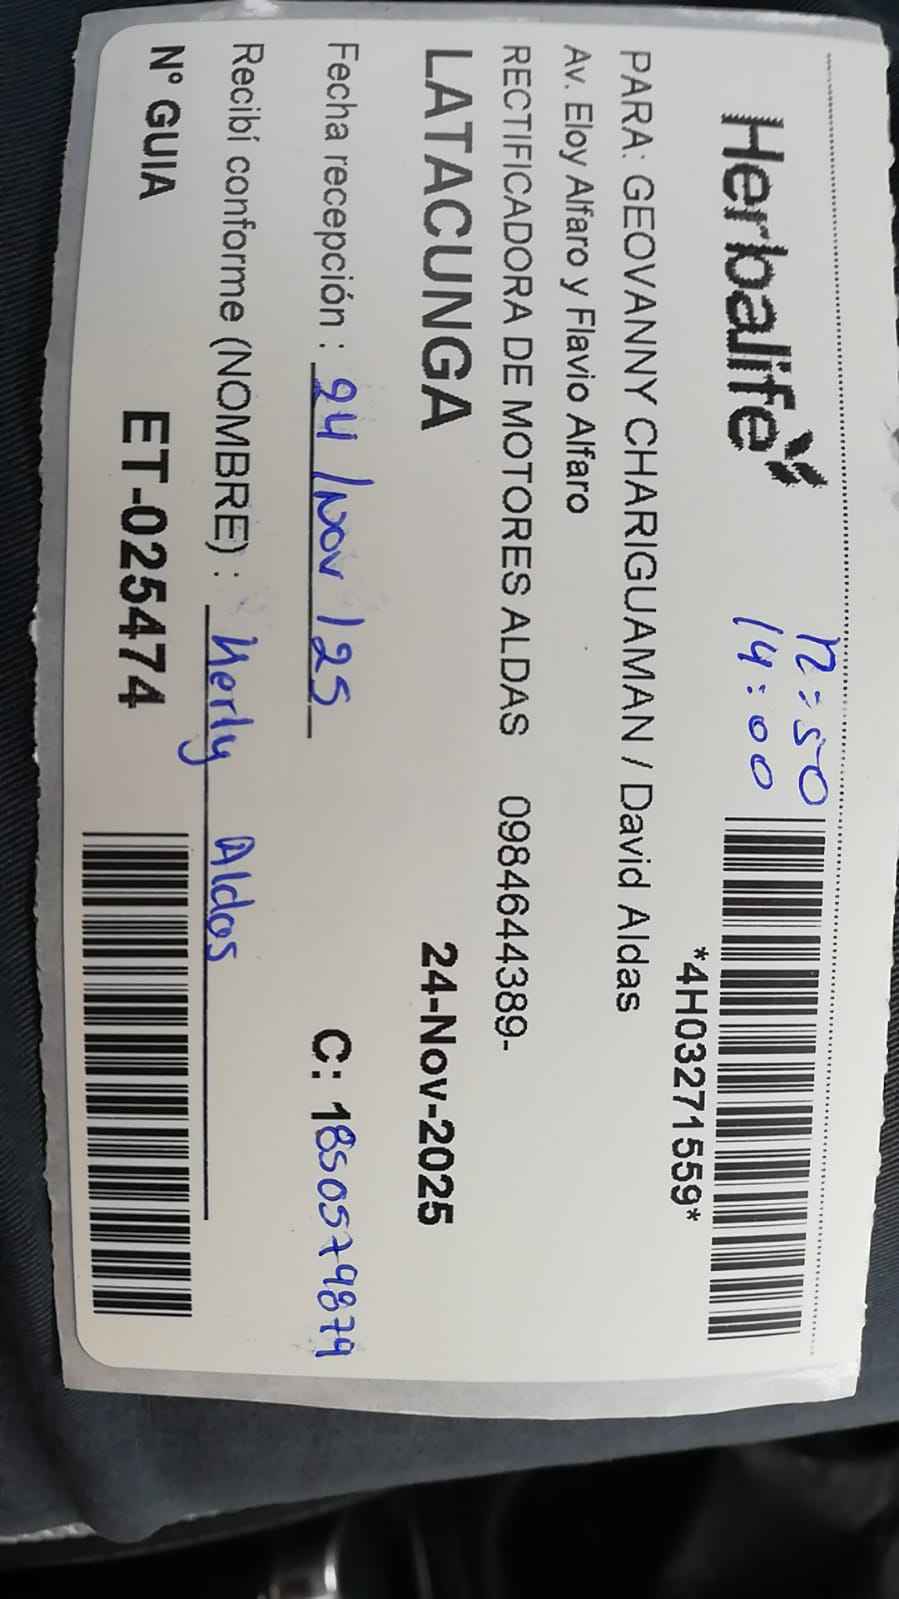 Herbalife
12:50
14:00
*4H03271559*
PARA: GEOVANNY CHARIGUAMAN / David Aldas
Av. Eloy Alfaro y Flavio Alfaro
RECTIFICADORA DE MOTORES ALDAS 0984644389-
LATACUNGA 24-Nov-2025
Fecha recepción : 24/Nov/25 C: 1850579879
Recibí conforme (NOMBRE) : Nerly Aldas
N° GUIA ET-025474